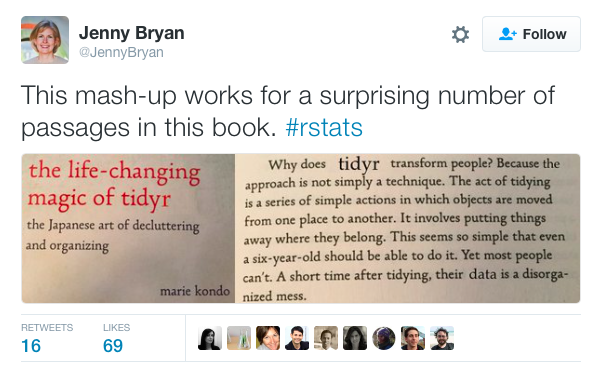 Jenny Bryan
@JennyBryan
Follow
This mash-up works for a surprising number of
passages in this book. #rstats
the life-changing
magic of tidyr
the Japanese art of decluttering
and organizing
marie kondo
Why does tidyr transform people? Because the
approach is not simply a technique. The act of tidying
is a series of simple actions in which objects are moved
from one place to another. It involves putting things
away where they belong. This seems so simple that even
a six-year-old should be able to do it. Yet most people
can't. A short time after tidying, their data is a disorga-
nized mess.
RETWEETS
16
LIKES
69